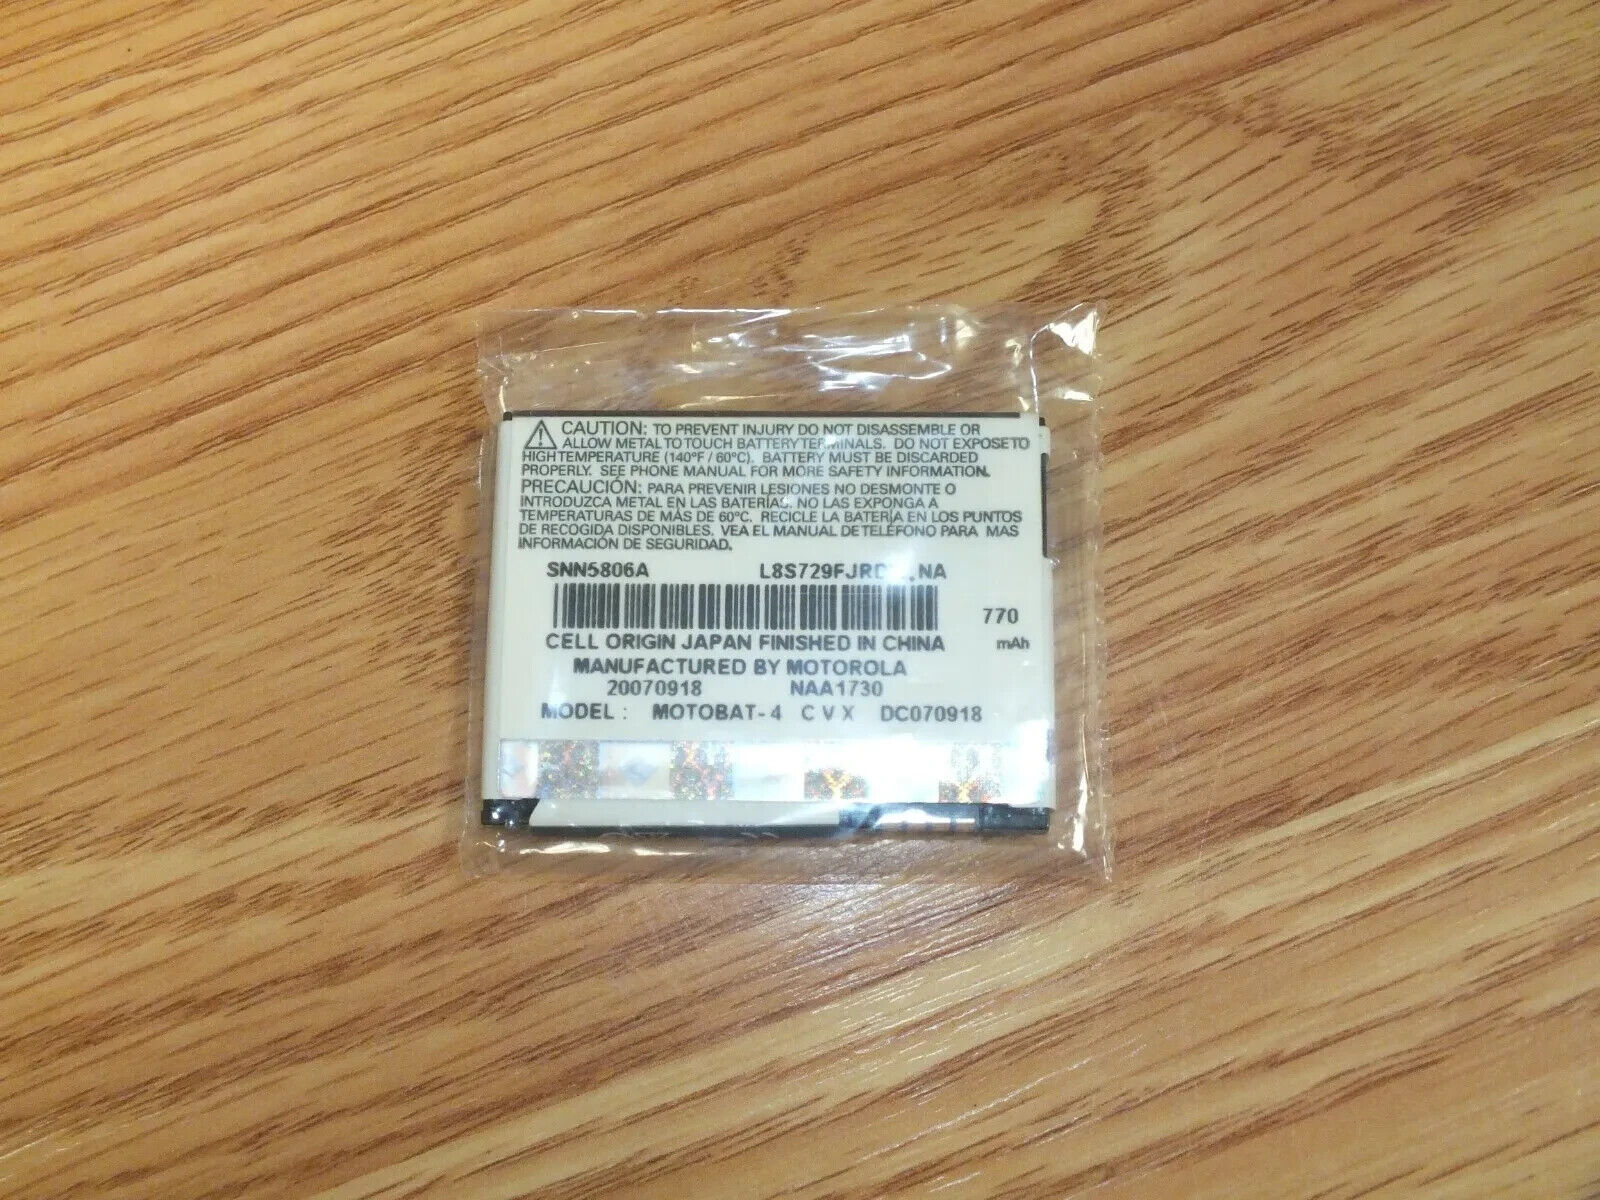 CAUTION: TO PREVENT INJURY DO NOT DISASSEMBLE OR
ALLOW METAL TO TOUCH BATTERY TERMINALS. DO NOT EXPOSE TO
HIGH TEMPERATURE (140°F / 60°C). BATTERY MUST BE DISCARDED
PROPERLY. SEE PHONE MANUAL FOR MORE SAFETY INFORMATION.
PRECAUCIÓN: PARA PREVENIR LESIONES NO DESMONTE O
INTRODUZCA METAL EN LAS BATERÍAS. NO LAS EXPONGA A
TEMPERATURAS DE MÁS DE 60°C. RECICLE LA BATERÍA EN LOS PUNTOS
DE RECOGIDA DISPONIBLES. VEA EL MANUAL DE TELÉFONO PARA MAS
INFORMACIÓN DE SEGURIDAD.
SNN5806A
770
CELL ORIGIN JAPAN FINISHED IN CHINA mAh
MANUFACTURED BY MOTOROLA
20070918 NAA1730
MODEL: MOTOBAT-4 C V X DC070918